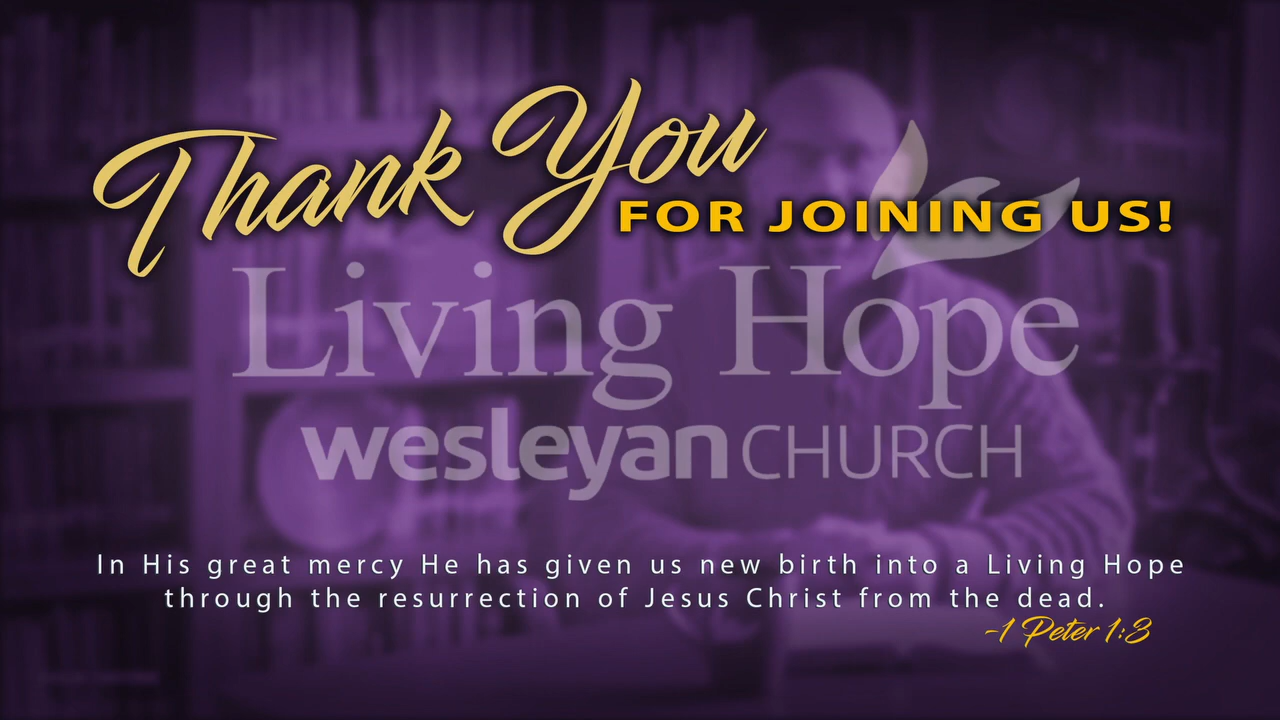 Thank You
FOR JOINING US!
Living Hope
wesleyan CHURCH
In His great mercy He has given us new birth into a Living Hope
through the resurrection of Jesus Christ from the dead.
-1 Peter 1:3